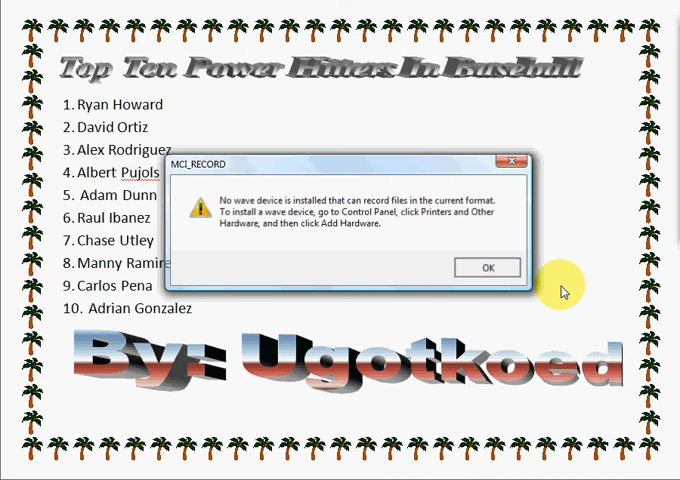 Top Ten Power Hitters In Baseball
1. Ryan Howard
2. David Ortiz
3. Alex Rodriguez
4. Albert Pujols
5. Adam Dunn
6. Raul Ibanez
7. Chase Utley
8. Manny Ramire
9. Carlos Pena
10. Adrian Gonzalez
MCI_RECORD
No wave device is installed that can record files in the current format.
To install a wave device, go to Control Panel, click Printers and Other
Hardware, and then click Add Hardware.
OK
By: Ugotkoed